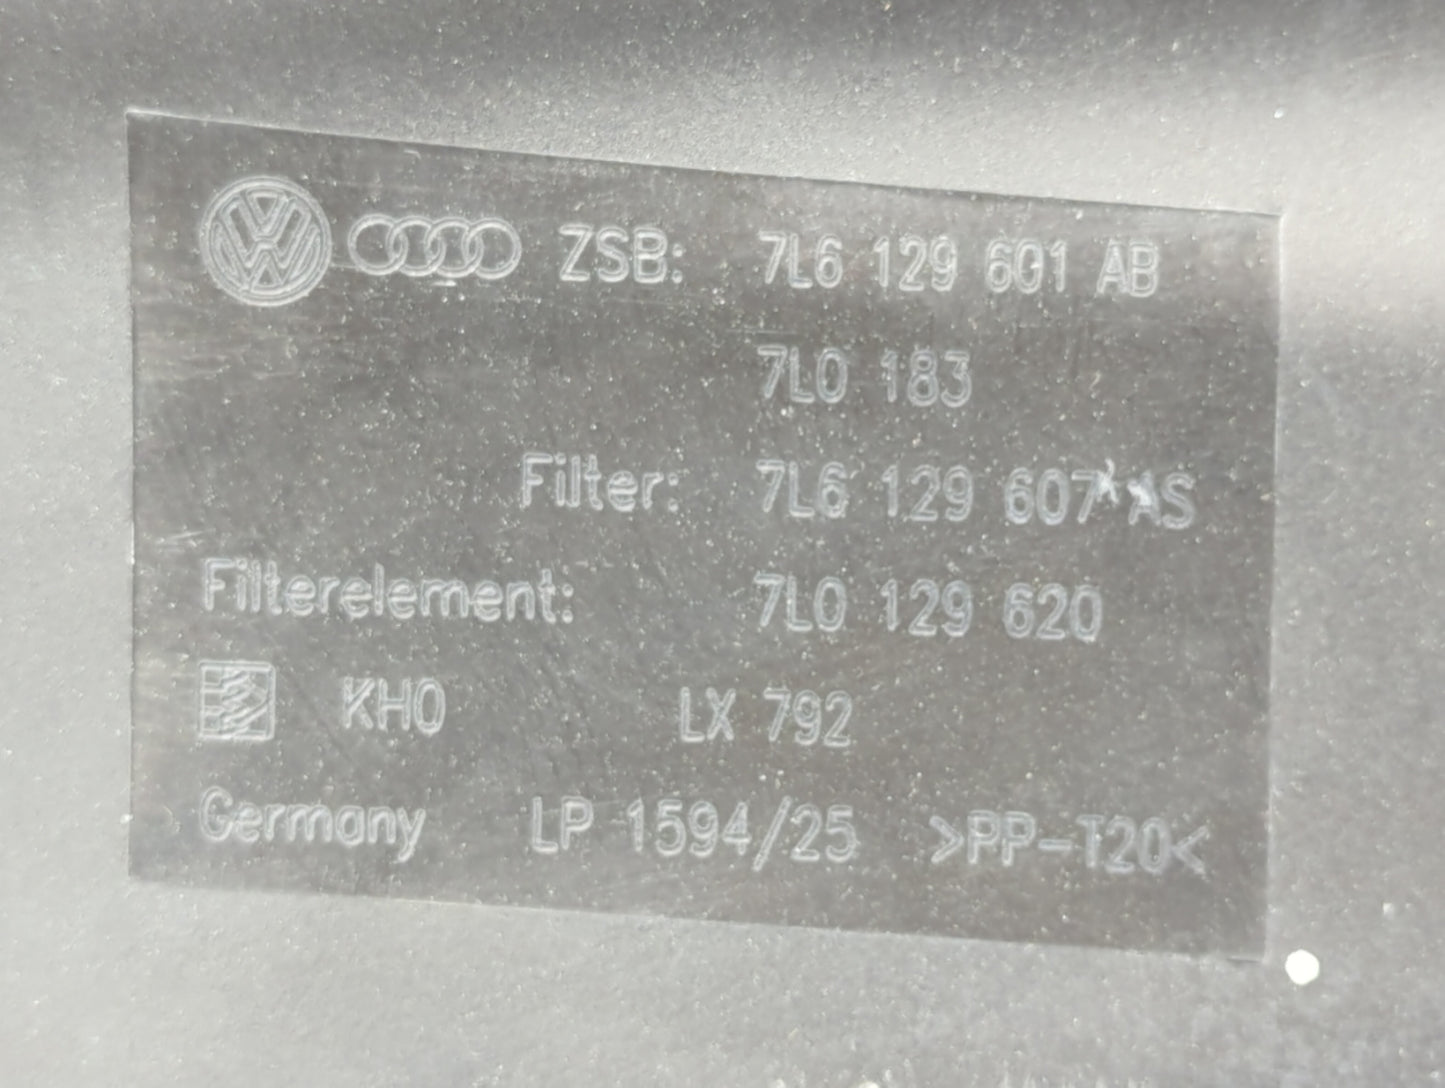 ZSB: 7L6 129 601 AB
7L0 183
Filter: 7L6 129 607 AS
Filterelement: 7L0 129 620
KHO LX 792
Germany LP 1594/25 >PP-T20<